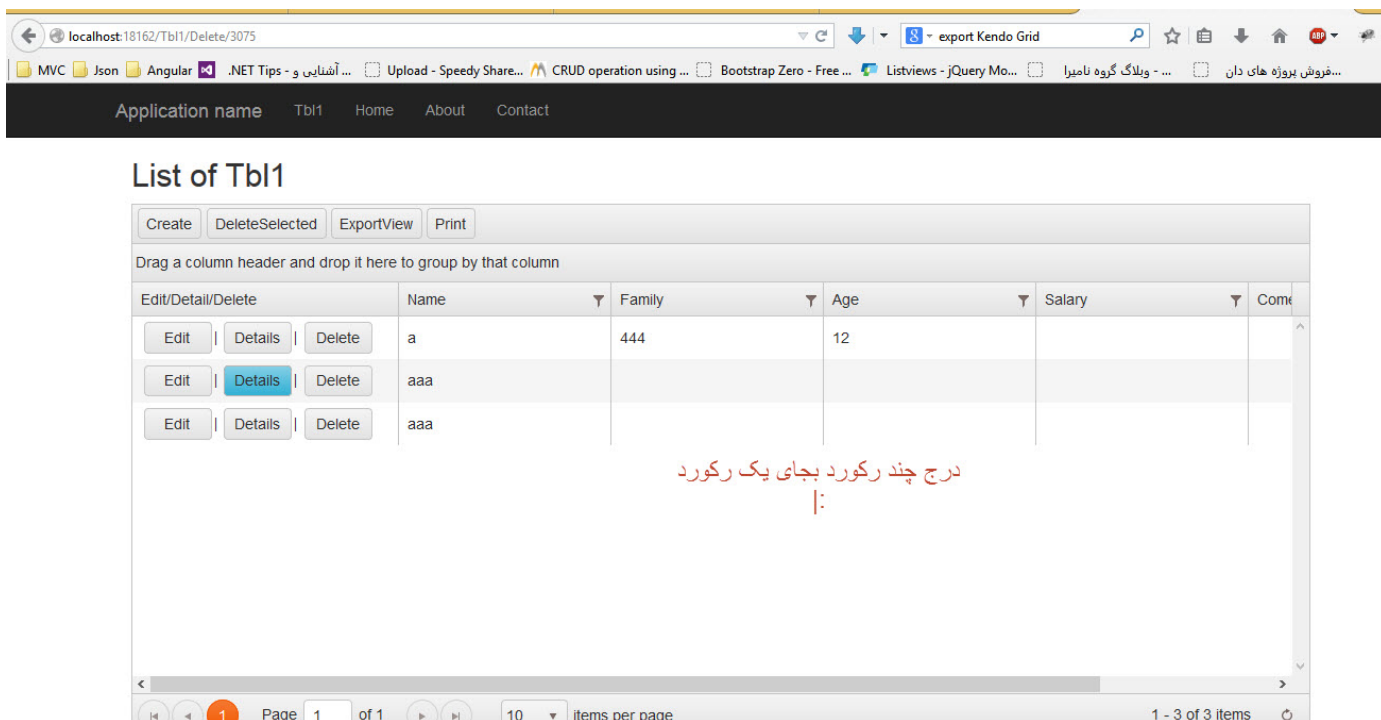 localhost:18162/Tbl1/Delete/3075
export Kendo Grid
ABP
MVC Json Angular آشنایی و - .NET Tips ... Upload - Speedy Share... CRUD operation using ... Bootstrap Zero - Free ... Listviews - jQuery Mo... وبلاگ گروه نامیرا - ... فروش پروژه های دان...
Application name Tbl1 Home About Contact
List of Tbl1
Create DeleteSelected ExportView Print
Drag a column header and drop it here to group by that column
Edit/Detail/Delete Name Family Age Salary Come
Edit | Details | Delete a 444 12
Edit | Details | Delete aaa
Edit | Details | Delete aaa
درج چند رکورد بجای یک رکورد
:|
1 Page 1 of 1 10 items per page 1 - 3 of 3 items